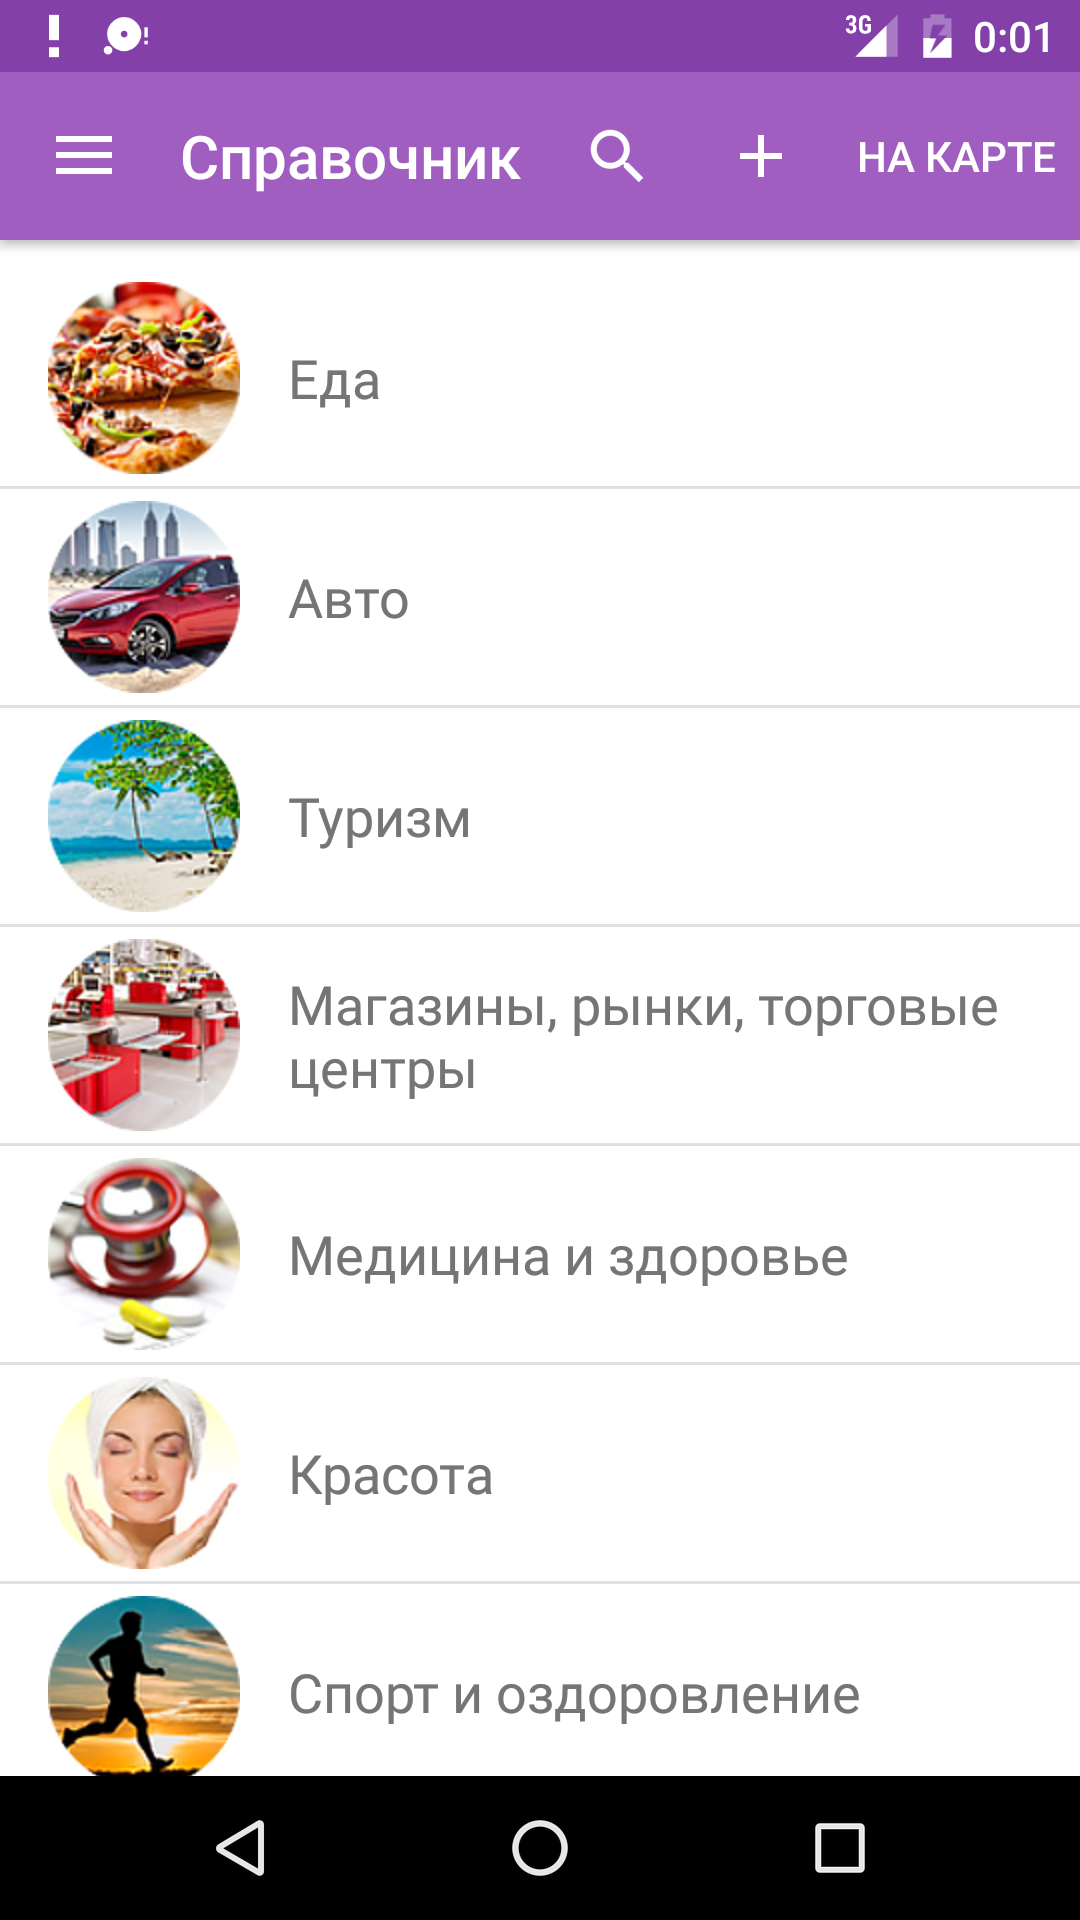 3G 0:01
Справочник НА КАРТЕ
Еда
Авто
Туризм
Магазины, рынки, торговые
центры
Медицина и здоровье
Красота
Спорт и оздоровление